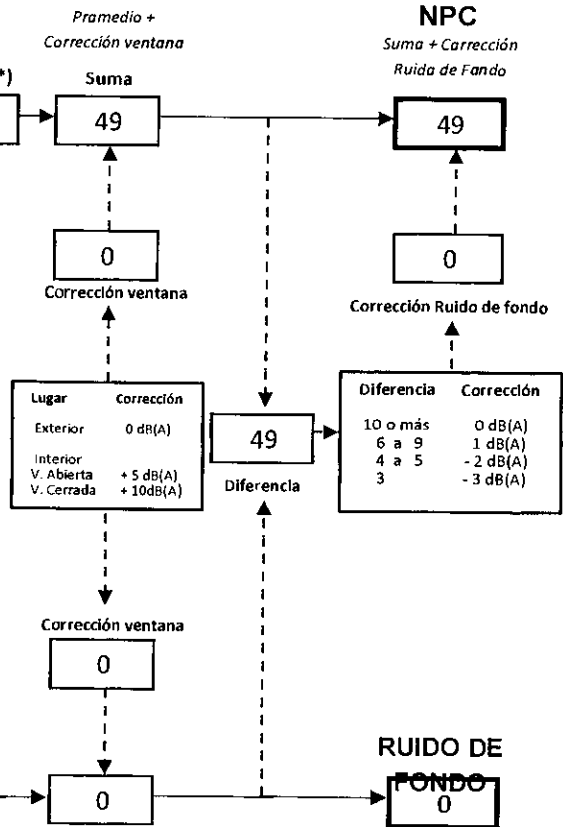 Pramedio +
Corrección ventana
NPC
Suma + Carrección
Ruida de Fando
*)
Suma
49
49
0
Corrección ventana
0
Corrección Ruido de fondo
Lugar Corrección
Exterior 0 dB(A)
Interior
V. Abierta + 5 dB(A)
V. Cerrada + 10dB(A)
49
Diferencia
Diferencia Corrección
10 o más 0 dB(A)
6 a 9 1 dB(A)
4 a 5 - 2 dB(A)
3 - 3 dB(A)
Corrección ventana
0
0
RUIDO DE
FONDO
0